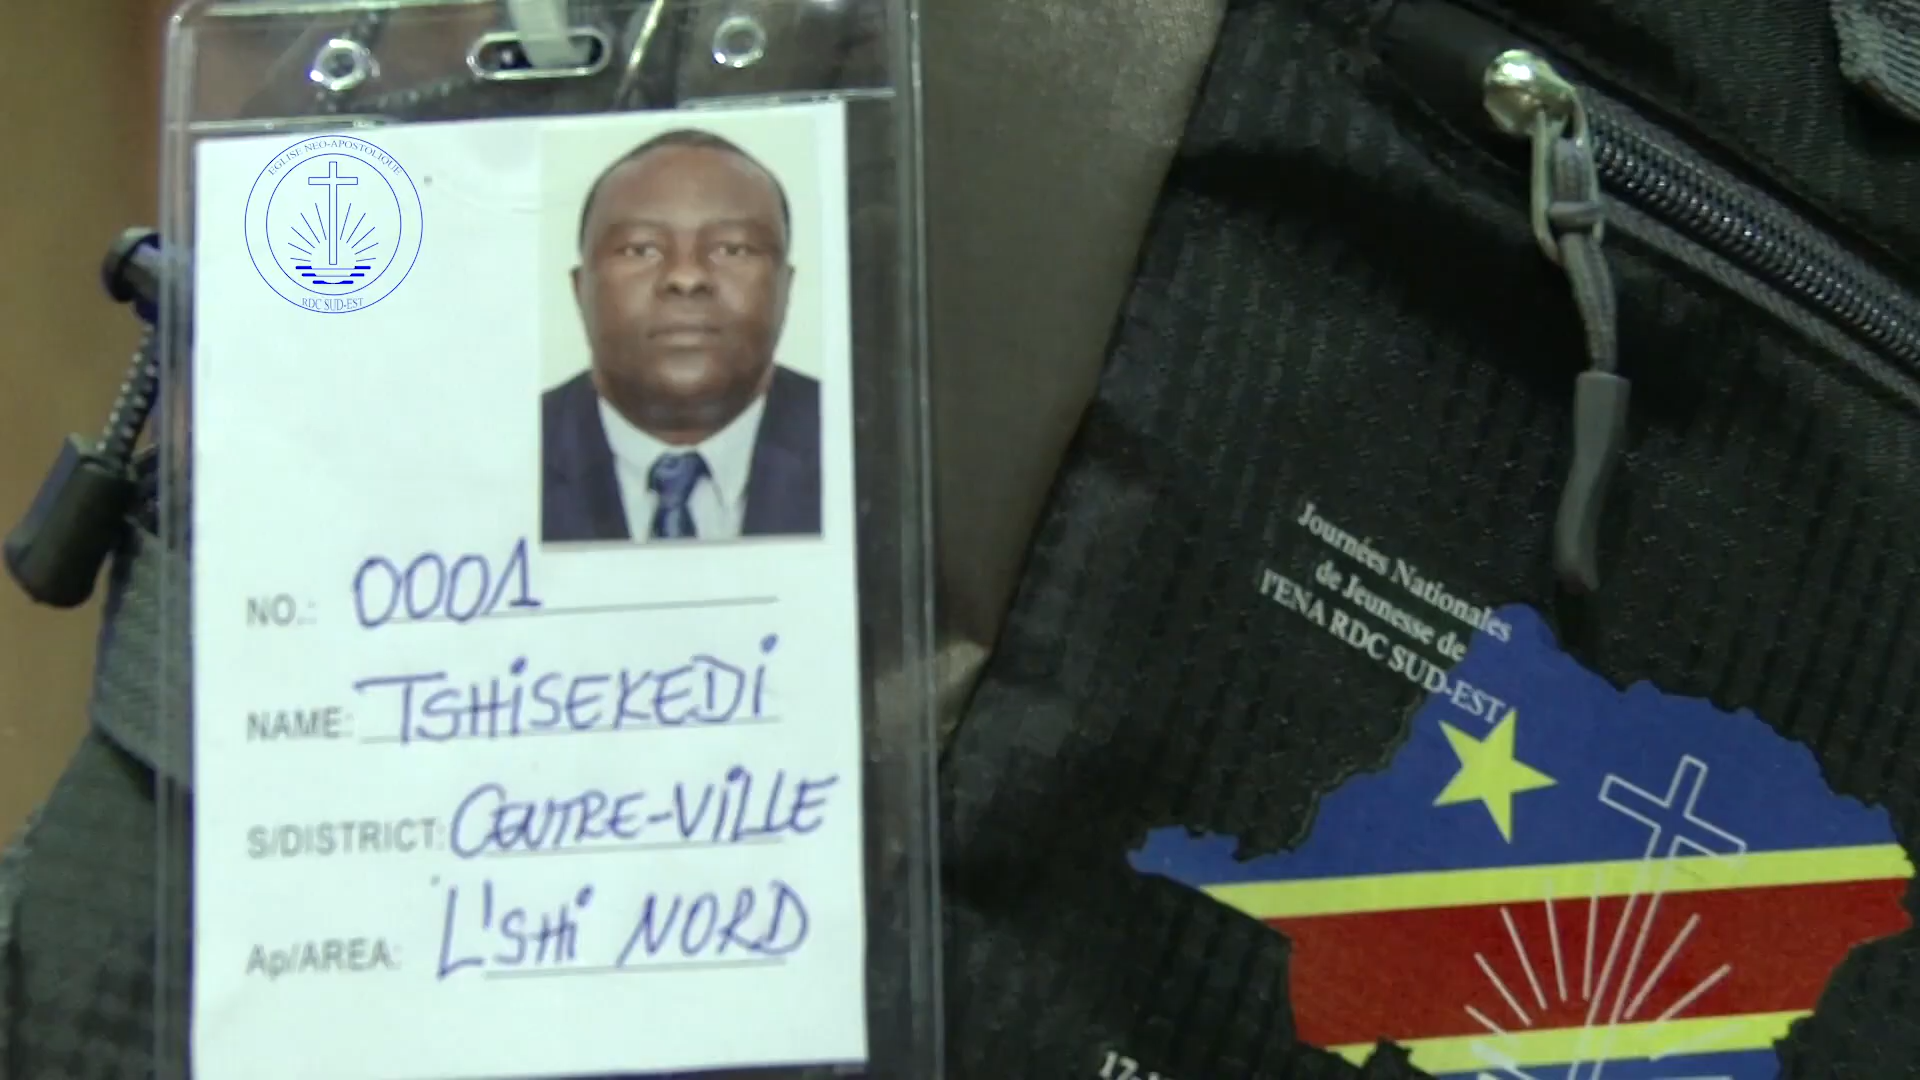 EGLISE NEO-APOSTOLIQUE
RDC SUD-EST
NO.: 0001
NAME: TSHiSEKEDi
S/DISTRICT: CENTRE-ViLLE
Ap/AREA: L'SHi NORD
Journées Nationales
de Jeunesse de
l'ENA RDC SUD-EST